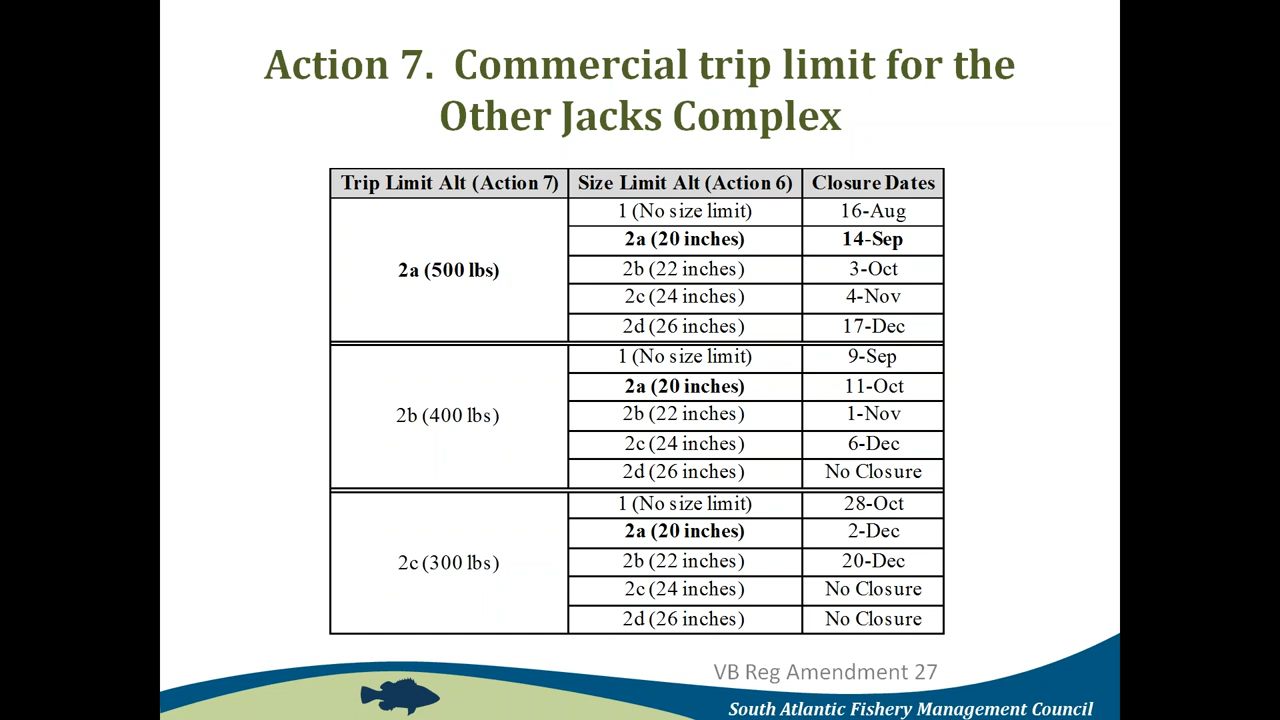 Action 7. Commercial trip limit for the
Other Jacks Complex
Trip Limit Alt (Action 7) Size Limit Alt (Action 6) Closure Dates
2a (500 lbs)
1 (No size limit) 16-Aug
2a (20 inches) 14-Sep
2b (22 inches) 3-Oct
2c (24 inches) 4-Nov
2d (26 inches) 17-Dec
2b (400 lbs)
1 (No size limit) 9-Sep
2a (20 inches) 11-Oct
2b (22 inches) 1-Nov
2c (24 inches) 6-Dec
2d (26 inches) No Closure
2c (300 lbs)
1 (No size limit) 28-Oct
2a (20 inches) 2-Dec
2b (22 inches) 20-Dec
2c (24 inches) No Closure
2d (26 inches) No Closure
VB Reg Amendment 27
South Atlantic Fishery Management Council